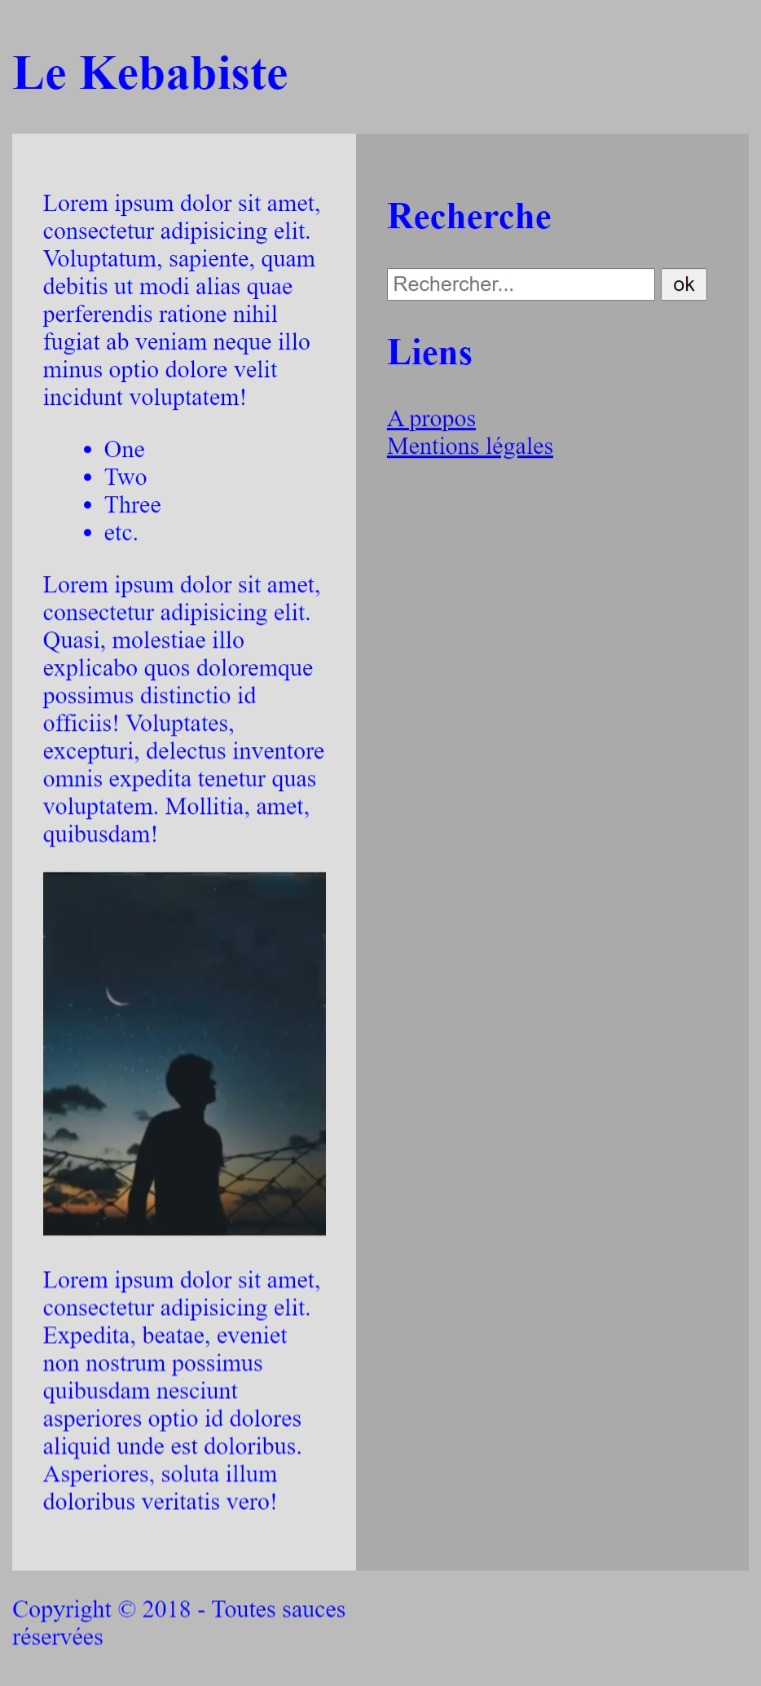 Le Kebabiste
Lorem ipsum dolor sit amet,
consectetur adipisicing elit.
Voluptatum, sapiente, quam
debitis ut modi alias quae
perferendis ratione nihil
fugiat ab veniam neque illo
minus optio dolore velit
incidunt voluptatem!
• One
• Two
• Three
• etc.
Lorem ipsum dolor sit amet,
consectetur adipisicing elit.
Quasi, molestiae illo
explicabo quos doloremque
possimus distinctio id
officiis! Voluptates,
excepturi, delectus inventore
omnis expedita tenetur quas
voluptatem. Mollitia, amet,
quibusdam!
Lorem ipsum dolor sit amet,
consectetur adipisicing elit.
Expedita, beatae, eveniet
non nostrum possimus
quibusdam nesciunt
asperiores optio id dolores
aliquid unde est doloribus.
Asperiores, soluta illum
doloribus veritatis vero!
Recherche
Rechercher... ok
Liens
A propos
Mentions légales
Copyright © 2018 - Toutes sauces
réservées